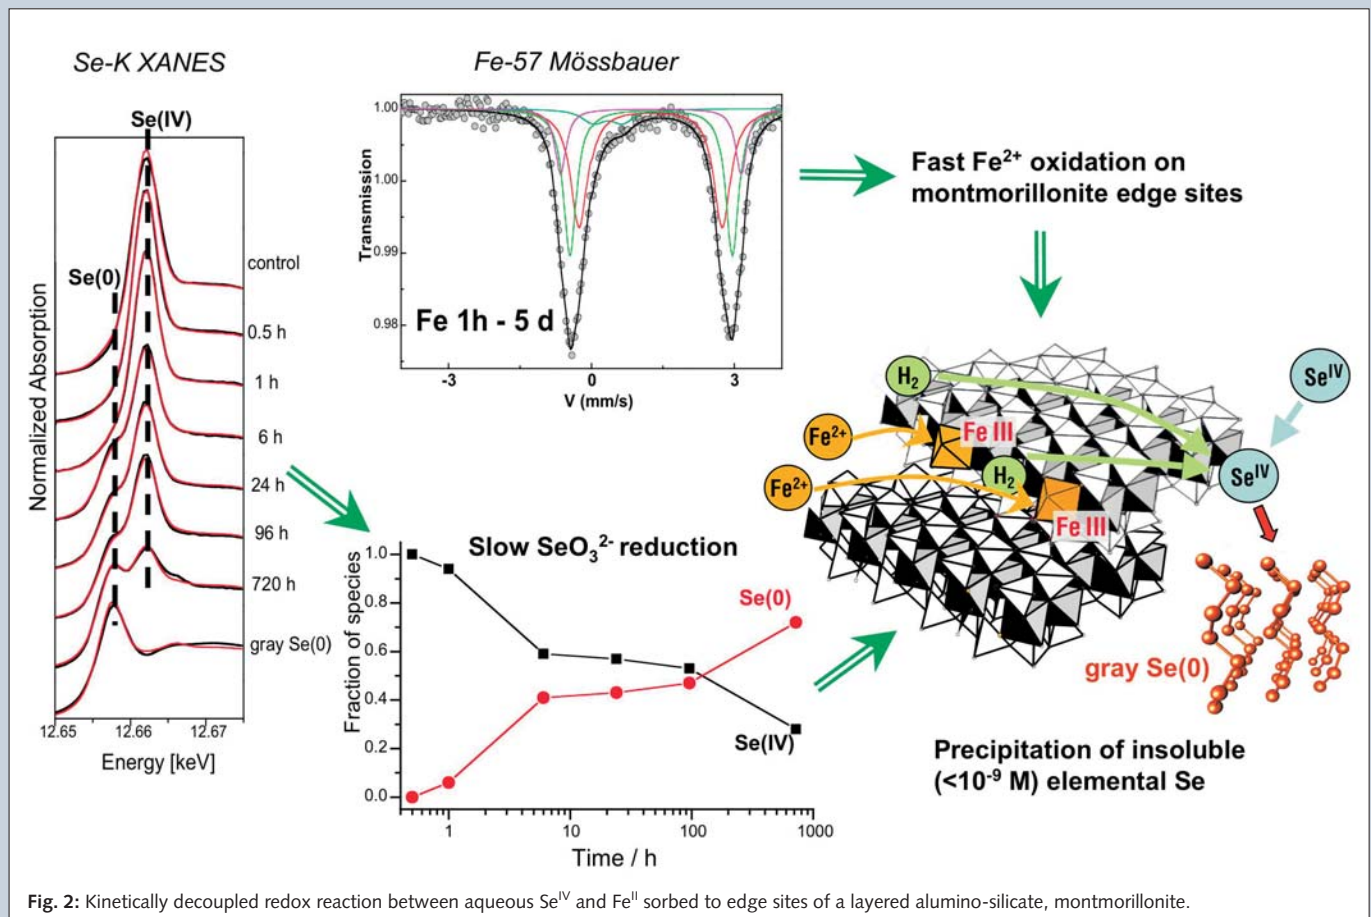 Se-K XANES
Se(IV)
Se(0)
control
0.5 h
1 h
6 h
24 h
96 h
720 h
gray Se(0)
Normalized Absorption
12.65
12.66
12.67
Energy [keV]
Fe-57 Mössbauer
1.00
1.00
0.99
0.98
Transmission
Fe 1h - 5 d
-3
0
3
V (mm/s)
Fast Fe²⁺ oxidation on
montmorillonite edge sites
H₂
Fe²⁺
Fe III
H₂
Fe²⁺
Fe III
Seᴵⱽ
Seᴵⱽ
gray Se(0)
Precipitation of insoluble
(<10⁻⁹ M) elemental Se
Slow SeO₃²⁻ reduction
Se(0)
Se(IV)
Fraction of species
1.0
0.8
0.6
0.4
0.2
0.0
1
10
100
1000
Time / h
Fig. 2: Kinetically decoupled redox reaction between aqueous Seᴵⱽ and Feᴵᴵ sorbed to edge sites of a layered alumino-silicate, montmorillonite.